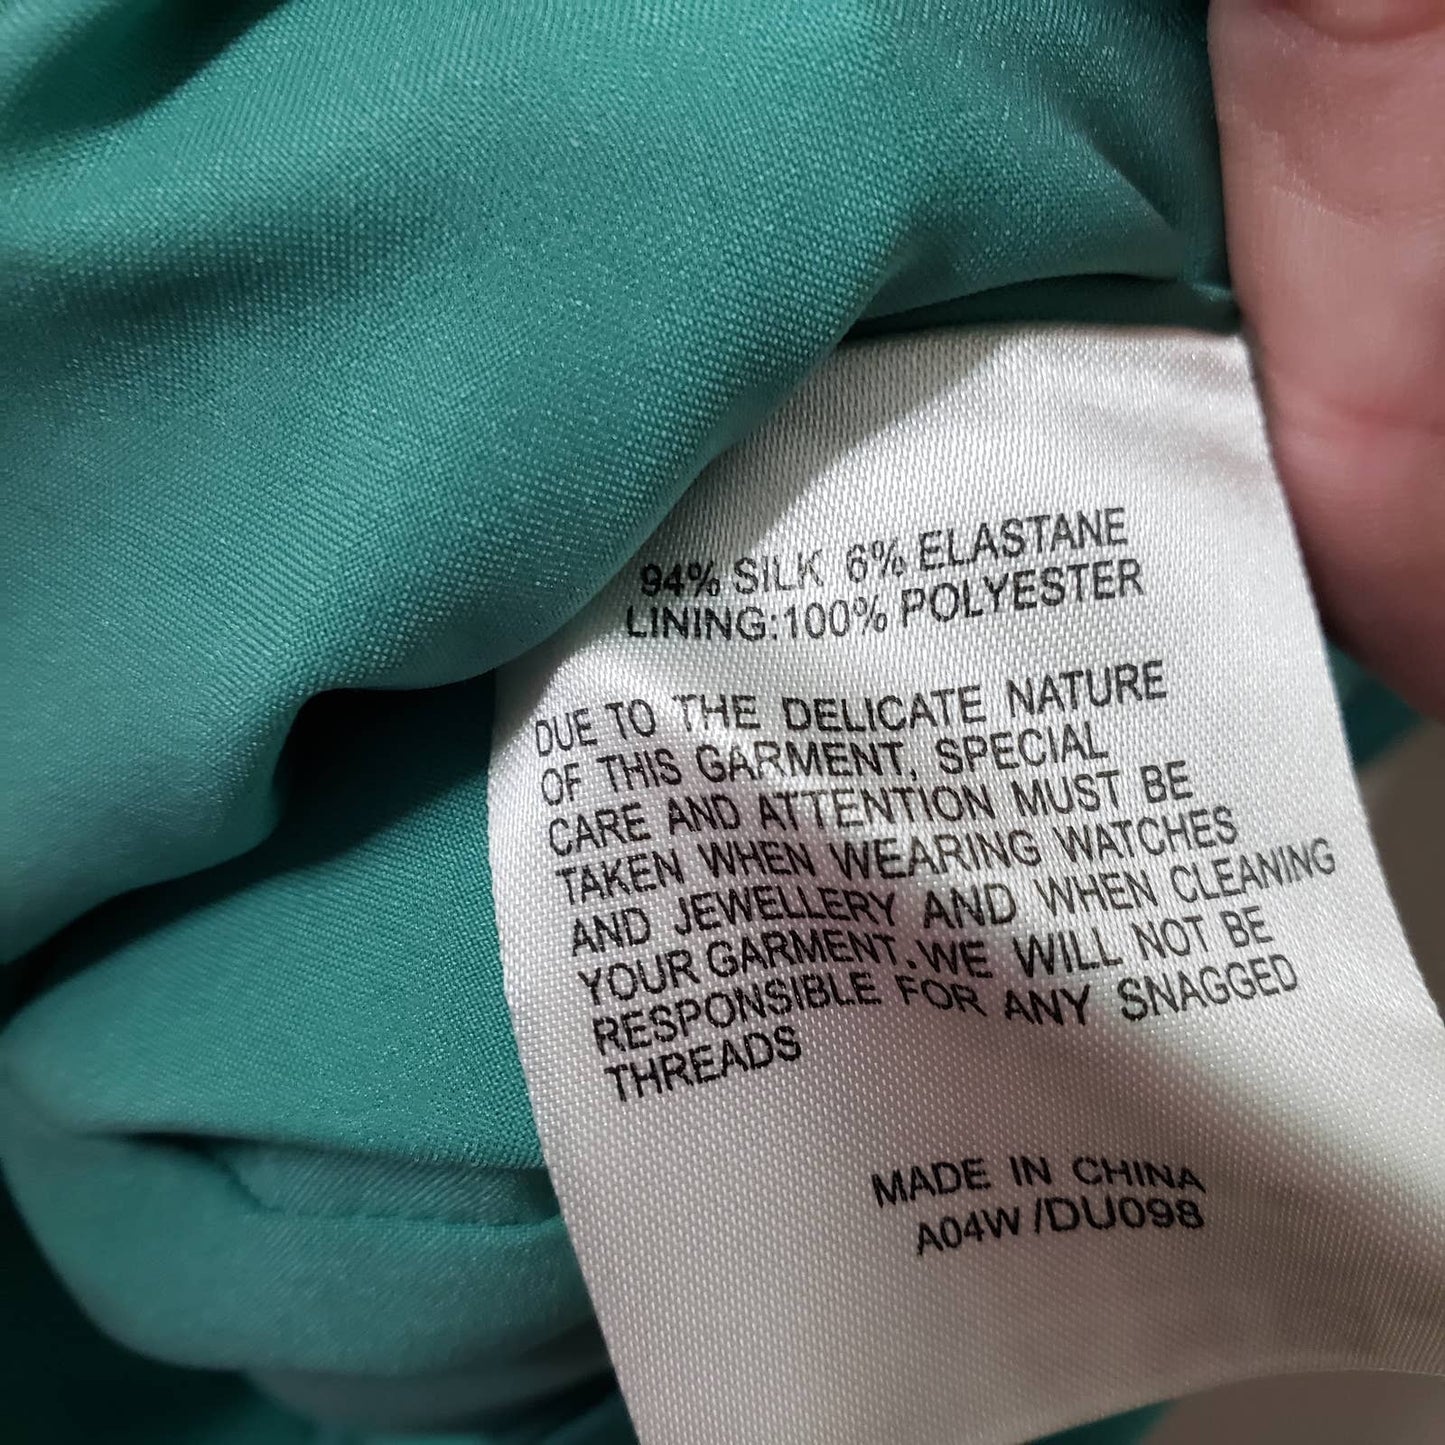 94% SILK 6% ELASTANE
LINING:100% POLYESTER
DUE TO THE DELICATE NATURE
OF THIS GARMENT, SPECIAL
CARE AND ATTENTION MUST BE
TAKEN WHEN WEARING WATCHES
AND JEWELLERY AND WHEN CLEANING
YOUR GARMENT.WE WILL NOT BE
RESPONSIBLE FOR ANY SNAGGED
THREADS
MADE IN CHINA
A04W /DU098